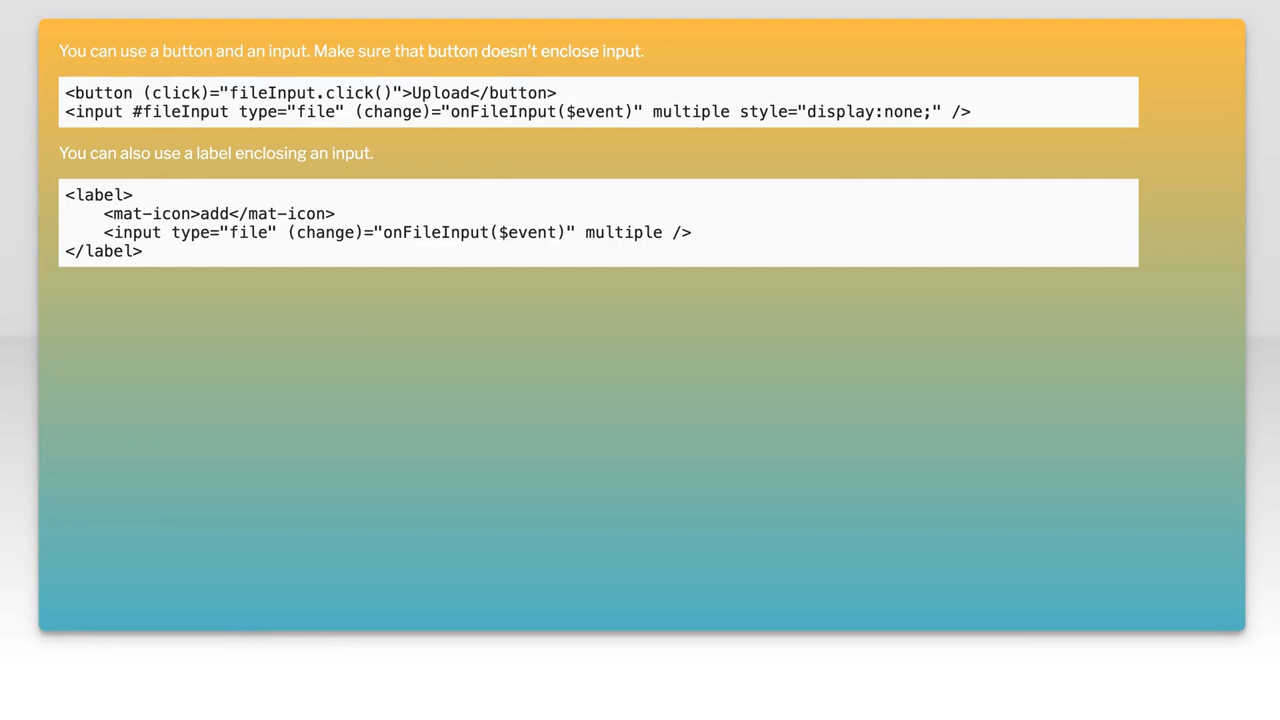 You can use a button and an input. Make sure that button doesn't enclose input.
<button (click)="fileInput.click()">Upload</button>
<input #fileInput type="file" (change)="onFileInput($event)" multiple style="display:none;" />
You can also use a label enclosing an input.
<label>
    <mat-icon>add</mat-icon>
    <input type="file" (change)="onFileInput($event)" multiple />
</label>